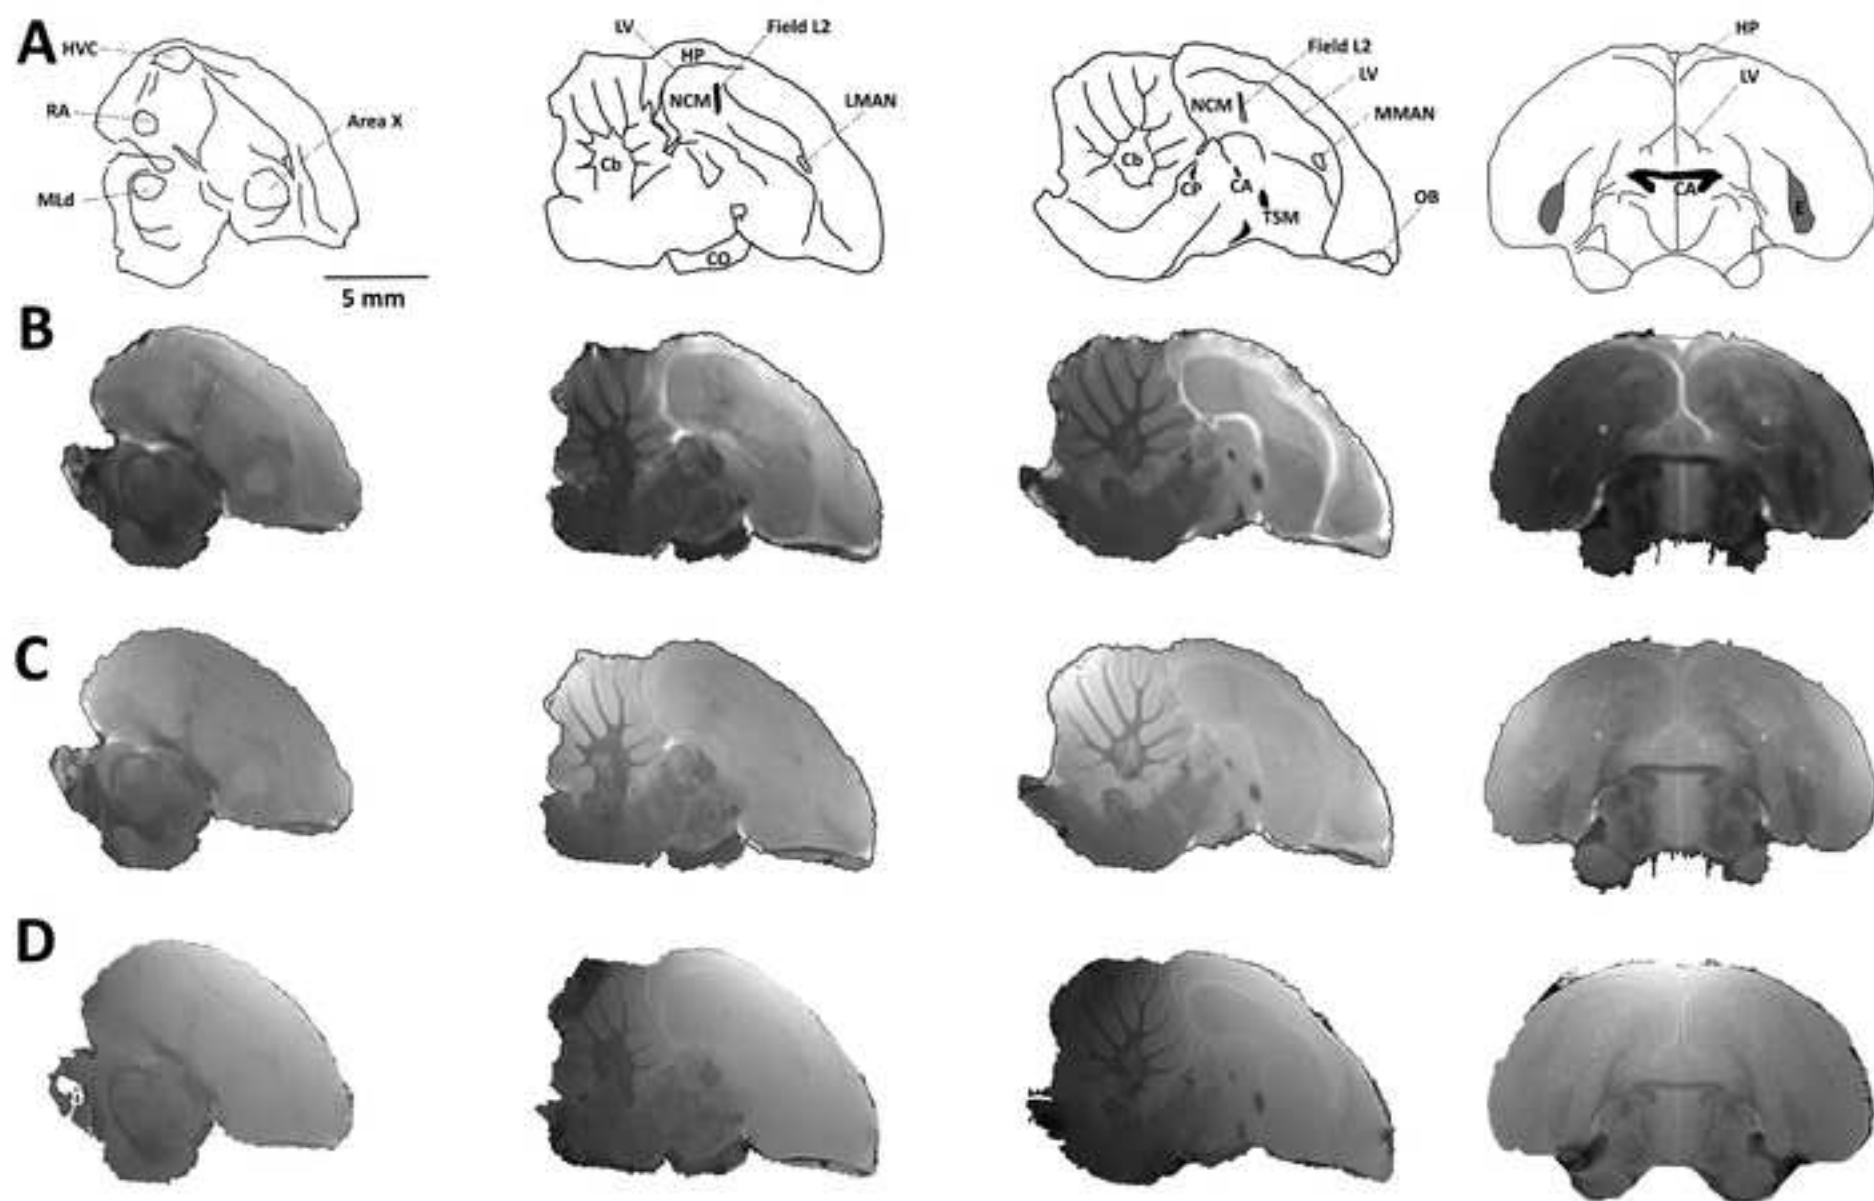 A
HVC
RA
MLd
Area X
5 mm
LV
Field L2
HP
NCM
LMAN
Cb
CO
Field L2
LV
NCM
MMAN
Cb
CP
CA
TSM
OB
HP
LV
CA
E
B
C
D